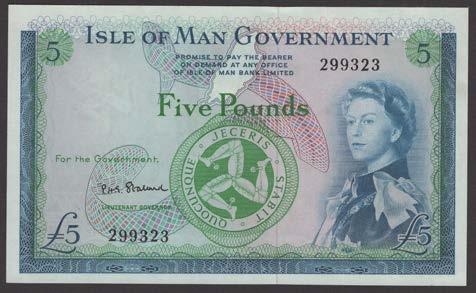 5
ISLE OF MAN GOVERNMENT
5
PROMISE TO PAY THE BEARER
ON DEMAND AT ANY OFFICE
OF ISLE OF MAN BANK LIMITED
299323
Five Pounds
For the Government,
QUOCUNQUE · JECERIS · STABIT
LIEUTENANT GOVERNOR
299323
£5
£5